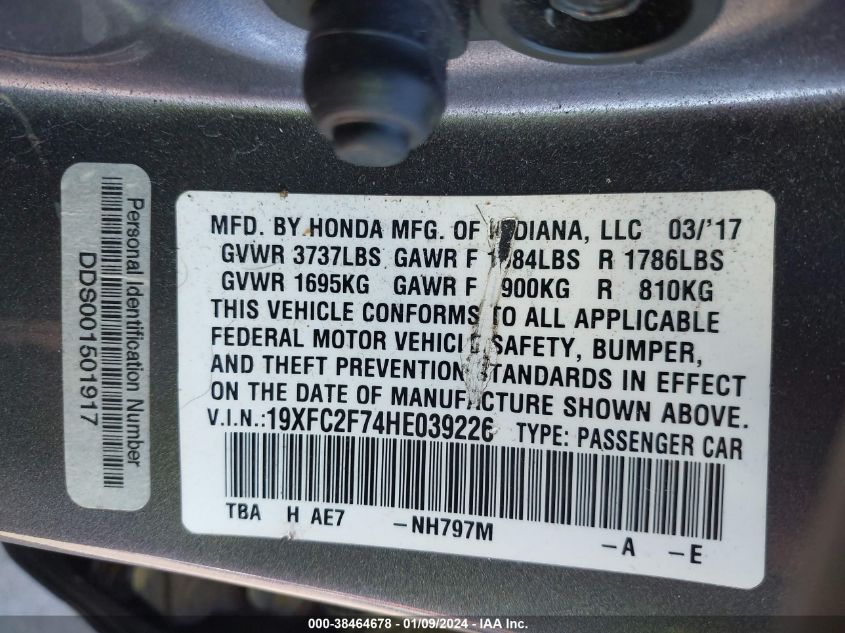 Personal Identification Number
DDS001501917
MFD. BY HONDA MFG. OF INDIANA, LLC 03/'17
GVWR 3737LBS GAWR F 1984LBS R 1786LBS
GVWR 1695KG GAWR F 900KG R 810KG
THIS VEHICLE CONFORMS TO ALL APPLICABLE
FEDERAL MOTOR VEHICLE SAFETY, BUMPER,
AND THEFT PREVENTION STANDARDS IN EFFECT
ON THE DATE OF MANUFACTURE SHOWN ABOVE.
V.I.N.:19XFC2F74HE039226 TYPE: PASSENGER CAR
TBA H AE7 -NH797M
-A -E
000-38464678 - 01/09/2024 - IAA Inc.